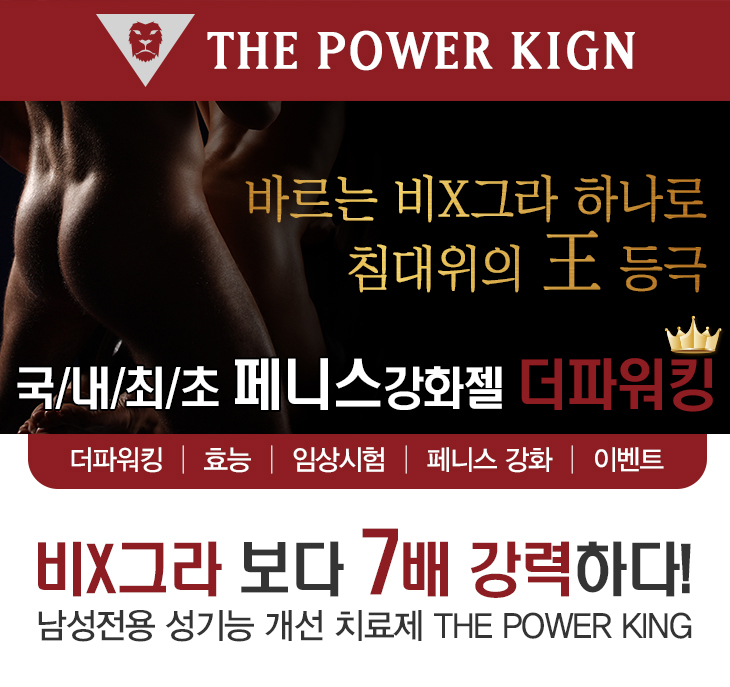 THE POWER KIGN
바르는 비X그라 하나로
침대위의 王 등극
국/내/최/초 페니스강화젤 더파워킹
더파워킹 | 효능 | 임상시험 | 페니스 강화 | 이벤트
비X그라 보다 7배 강력하다!
남성전용 성기능 개선 치료제 THE POWER KING